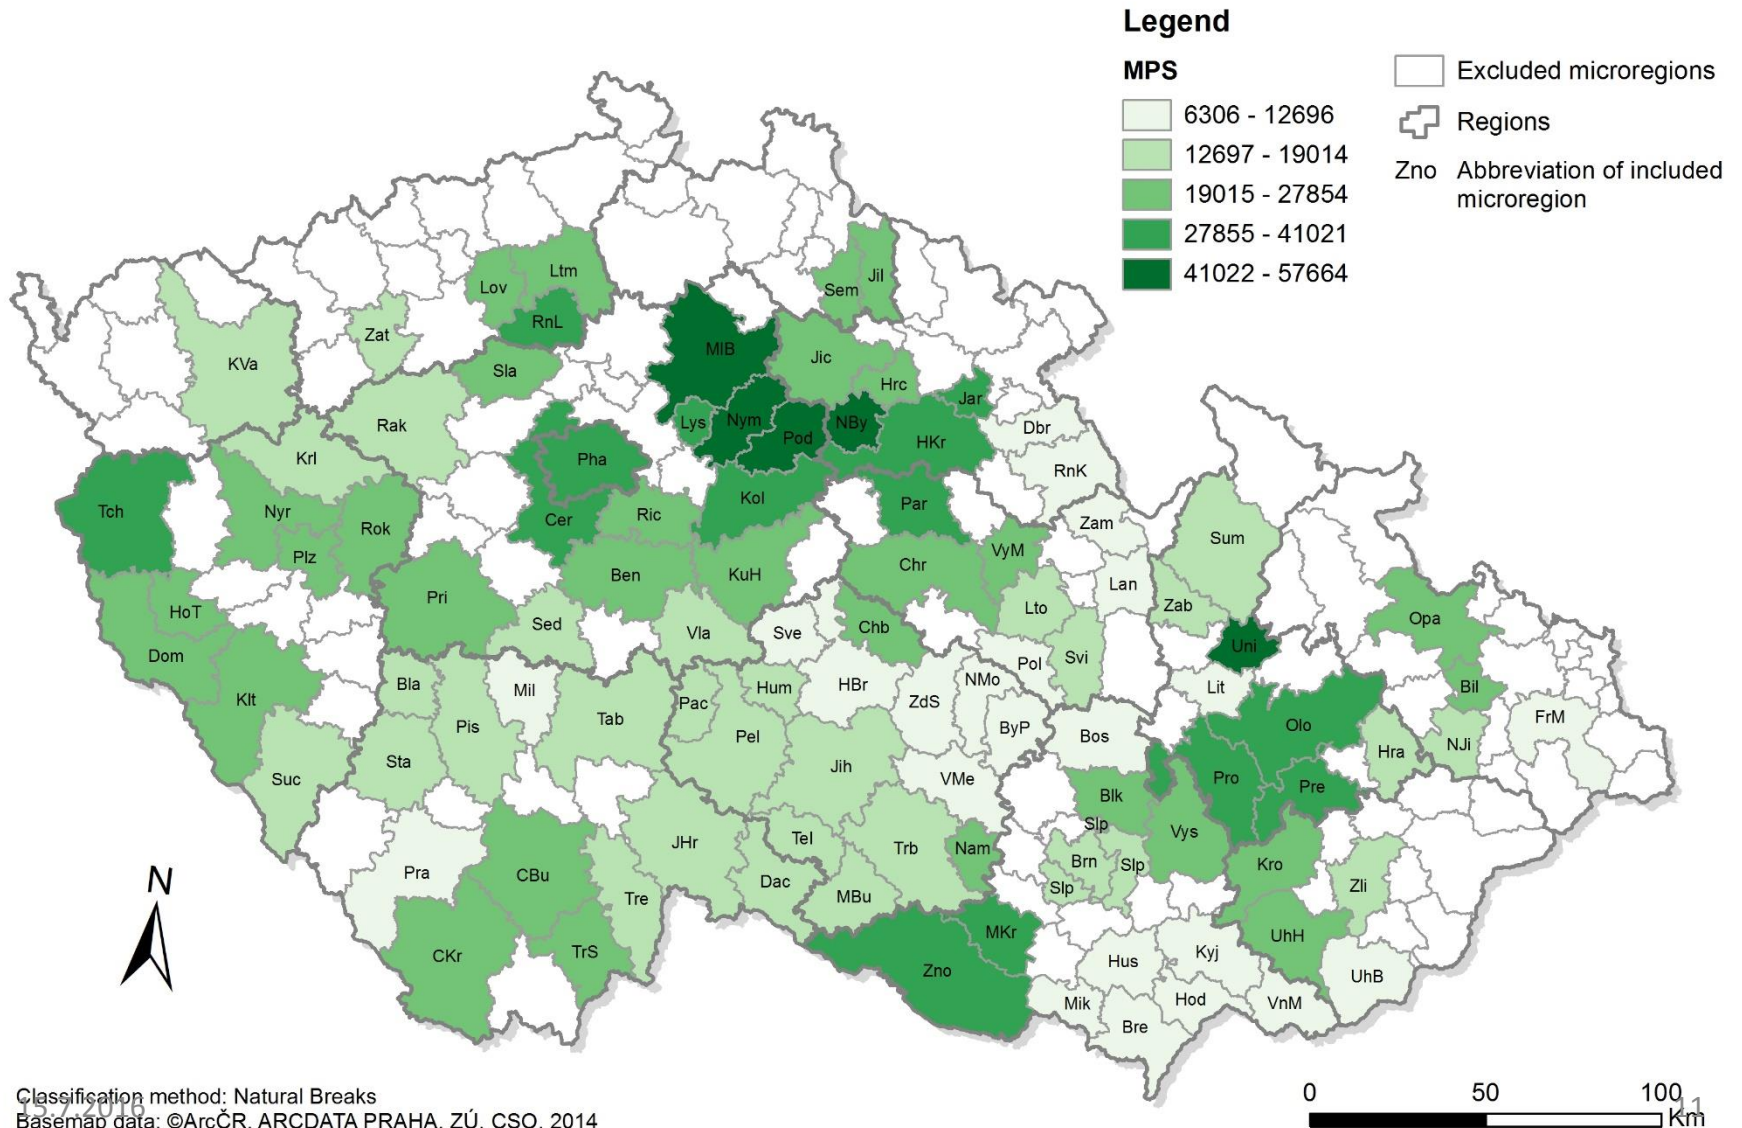 Legend
MPS
6306 - 12696
12697 - 19014
19015 - 27854
27855 - 41021
41022 - 57664
Excluded microregions
Regions
Zno Abbreviation of included
microregion
Ltm
Lov
RnL
Sem
Jil
Zat
KVa
Sla
MlB
Jic
Hrc
Jar
Rak
Lys
Nym
Pod
NBy
HKr
Dbr
RnK
Krl
Pha
Tch
Nyr
Rok
Plz
Cer
Ric
Kol
Par
Zam
Sum
VyM
Chr
Ben
KuH
Lan
Pri
HoT
Lto
Zab
Opa
Sed
Vla
Sve
Chb
Dom
Uni
Pol
Svi
Klt
Bla
Mil
Pac
Hum
HBr
ZdS
NMo
Lit
Bil
Pis
Tab
Pel
ByP
Bos
Olo
FrM
Sta
Suc
Jih
VMe
Hra
NJi
Pro
Pre
Blk
Slp
Vys
JHr
Tel
Trb
Nam
Brn
Slp
Slp
Kro
Pra
CBu
Dac
MBu
Zli
Tre
CKr
TrS
MKr
Zno
UhH
Hus
Kyj
UhB
Mik
Hod
VnM
Bre
N
Classification method: Natural Breaks
15.7.2016
Basemap data: ©ArcČR, ARCDATA PRAHA, ZÚ, CSO, 2014
0 50 100
Km
11